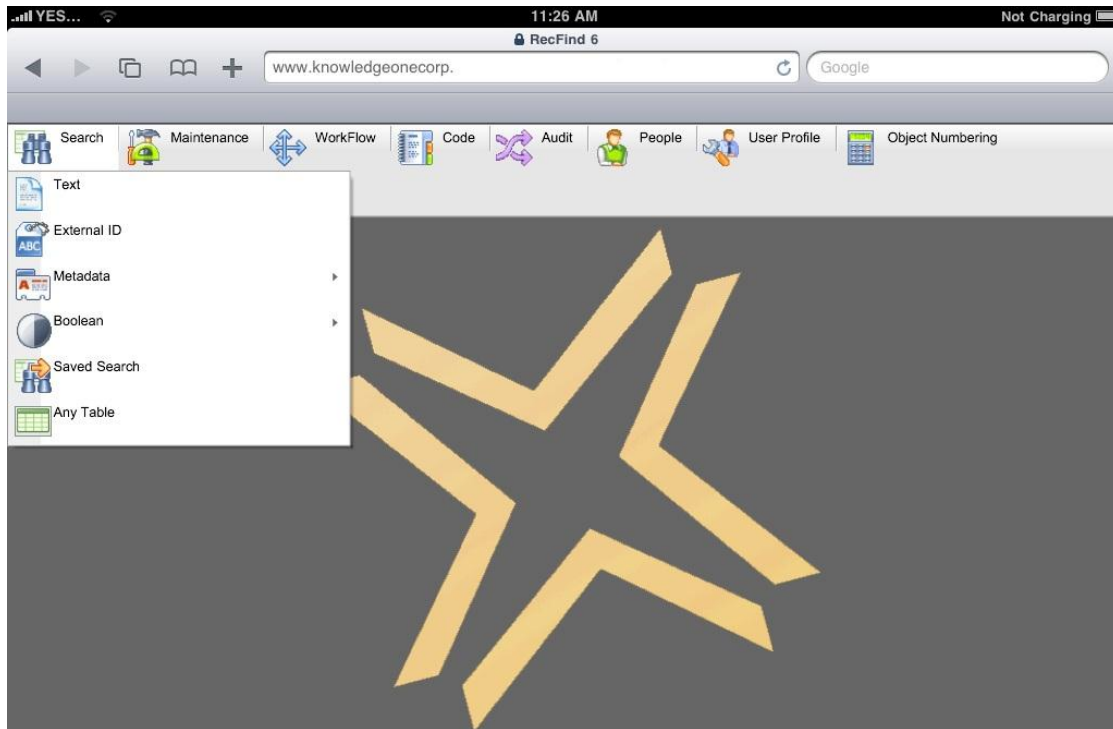 YES... 11:26 AM Not Charging
RecFind 6
www.knowledgeonecorp. Google
Search Maintenance WorkFlow Code Audit People User Profile Object Numbering
Text
External ID
ABC
Metadata
A
Boolean
Saved Search
Any Table